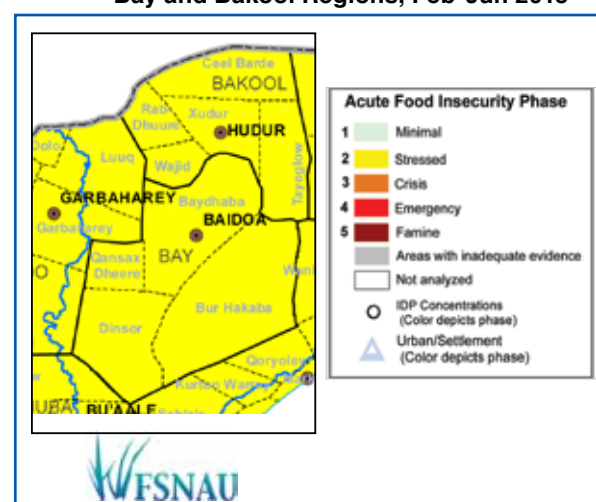 Bay and Bakool Regions, Feb-Jun 2013
Ceel Barde
BAKOOL
Rab-
Dhuure
Xudur
HUDUR
Dolo
Luuq
Wajid
Tayeglow
GARBAHAREY
Garbaharey
Baydhaba
BAIDOA
Qansax
Dheere
BAY
Bur Hakaba
Dinsor
Qoryoley
Kurtun Warrey
UBA
BU'AALE
Acute Food Insecurity Phase
1 Minimal
2 Stressed
3 Crisis
4 Emergency
5 Famine
Areas with inadequate evidence
Not analyzed
IDP Concentrations
(Color depicts phase)
Urban/Settlement
(Color depicts phase)
FSNAU